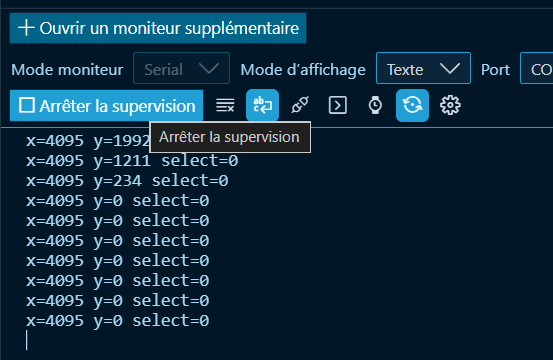 + Ouvrir un moniteur supplémentaire
Mode moniteur Serial Mode d'affichage Texte Port CO
Arrêter la supervision
Arrêter la supervision
x=4095 y=1992
x=4095 y=1211 select=0
x=4095 y=234 select=0
x=4095 y=0 select=0
x=4095 y=0 select=0
x=4095 y=0 select=0
x=4095 y=0 select=0
x=4095 y=0 select=0
x=4095 y=0 select=0
x=4095 y=0 select=0